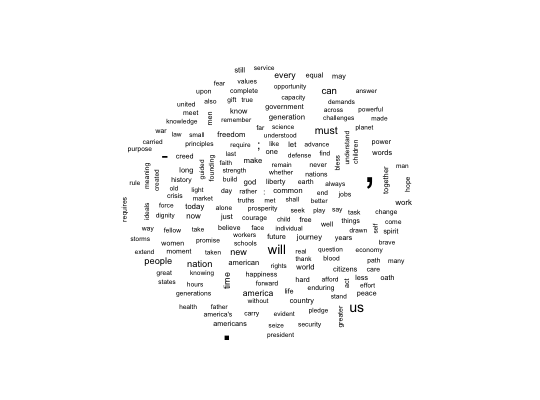 still service
every equal may
fear values opportunity can answer
upon complete capacity demands
united also gift true government across powerful
meet men know generation challenges made
knowledge remember
war law small freedom far science must planet
carried principles require ; like let advance understand children power
purpose understood one words
- creed last make defense find bless
long guided founding faith remain never man
meaning created strength whether nations together
rule history build god liberty earth always , hope
old light day rather : common end jobs
crisis market truths met shall better work
requires ideals force today alone prosperity seek play say task change
dignity now just courage child free things come
way fellow take believe face individual well drawn self spirit
storms women promise workers future journey years brave
extend moment taken new schools will real question economy
people nation american thank blood path many
great knowing time happiness rights world citizens care
states hours forward hard afford act less oath
generations america life enduring effort
health father without country stand peace
america's carry evident pledge greater us
americans seize security
. president